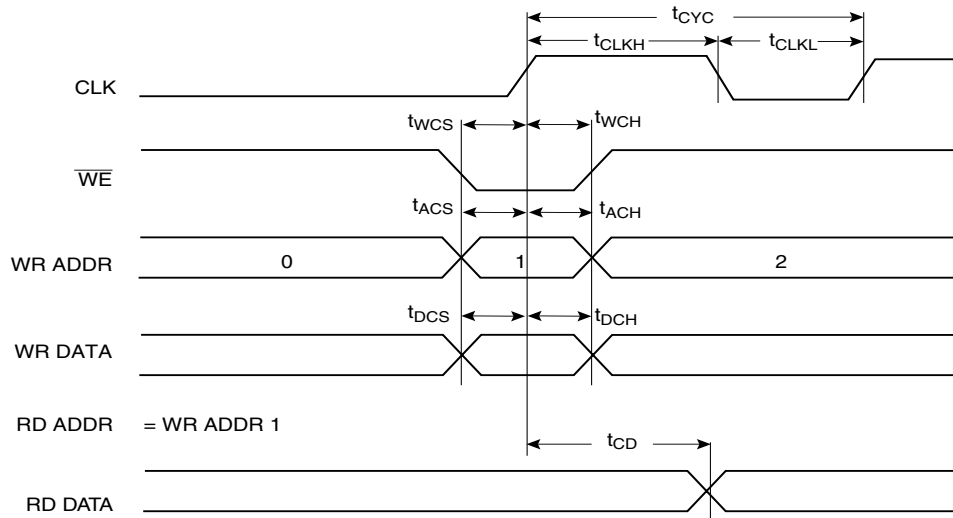 tCYC
tCLKH tCLKL
CLK
tWCS tWCH
WE
tACS tACH
WR ADDR 0 1 2
tDCS tDCH
WR DATA
RD ADDR = WR ADDR 1
tCD
RD DATA